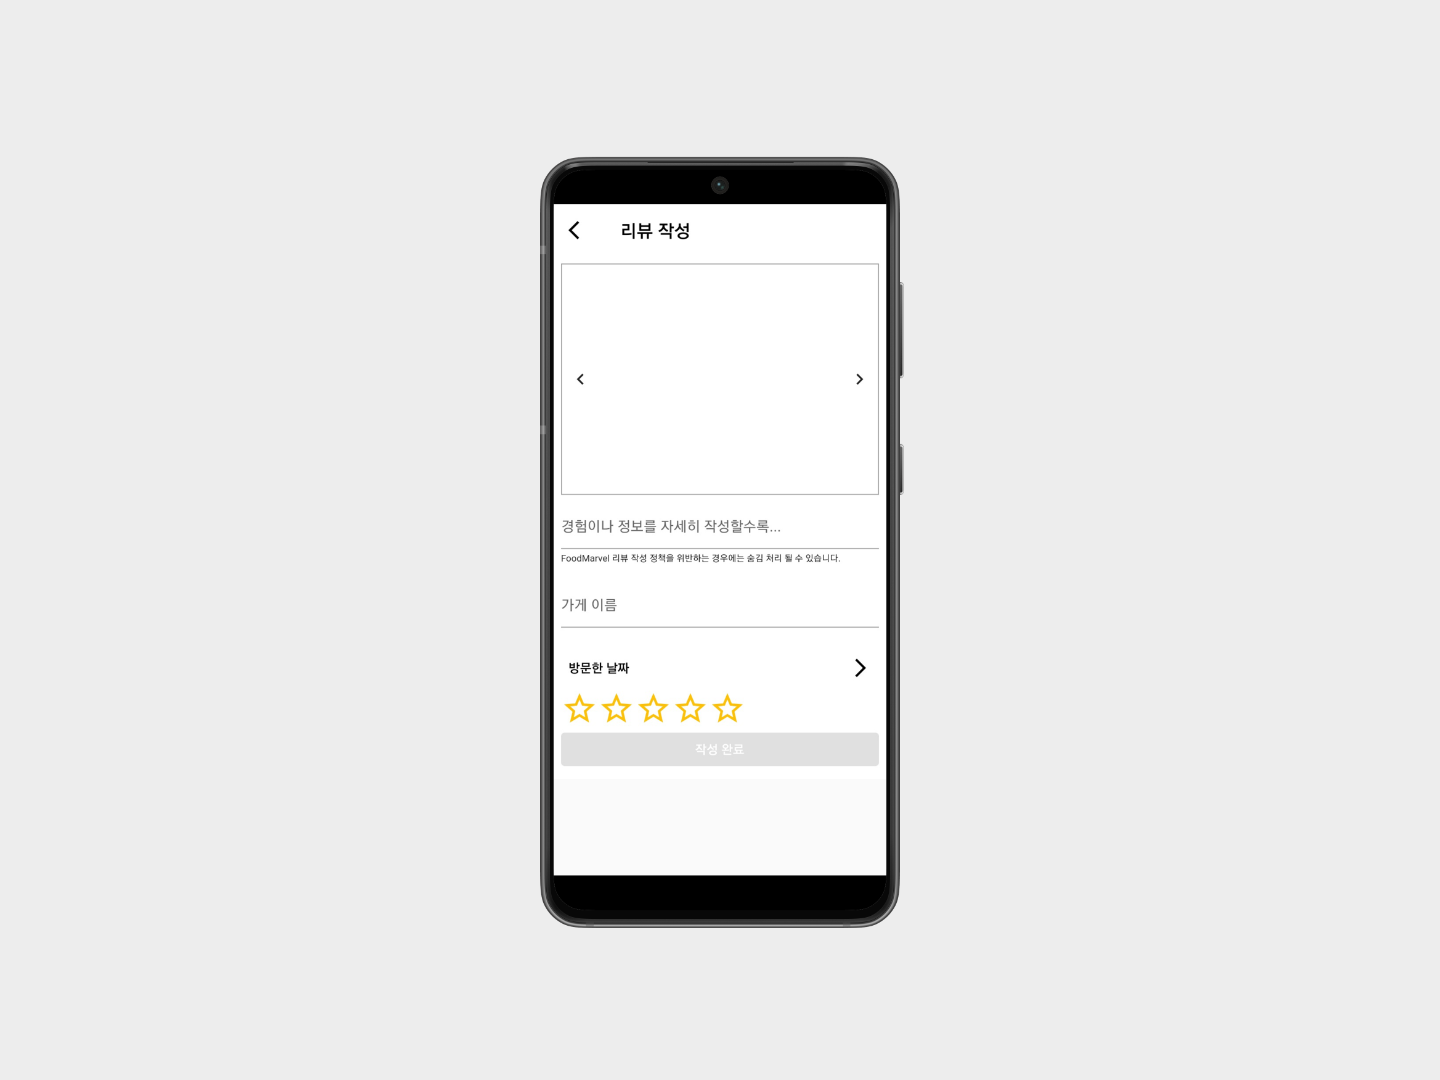 리뷰 작성
경험이나 정보를 자세히 작성할수록...
FoodMarvel 리뷰 작성 정책을 위반하는 경우에는 숨김 처리 될 수 있습니다.
가게 이름
방문한 날짜
작성 완료